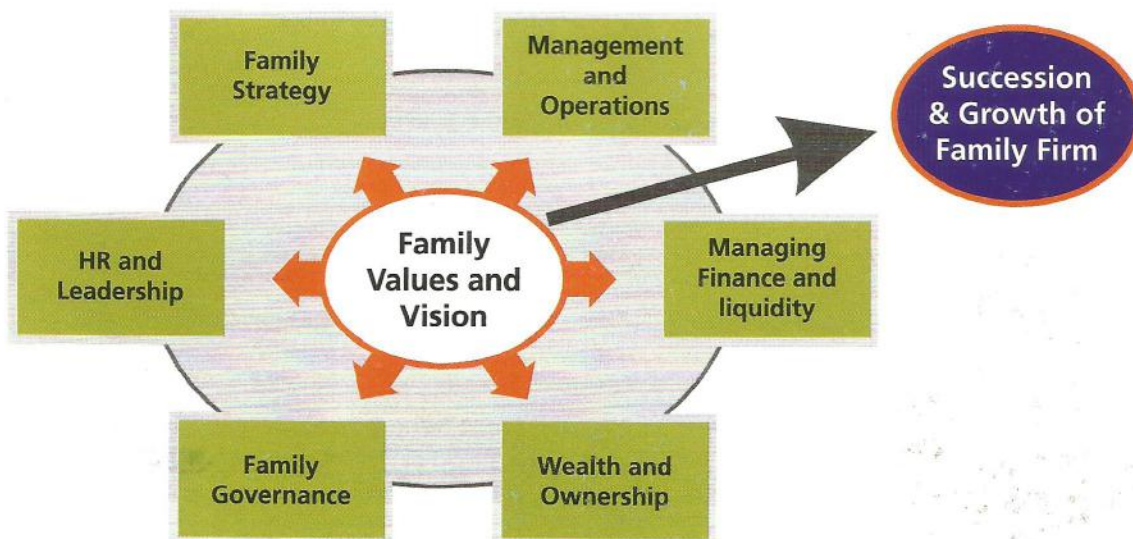 Family
Strategy
Management
and
Operations
Succession
& Growth of
Family Firm
HR and
Leadership
Family
Values and
Vision
Managing
Finance and
liquidity
Family
Governance
Wealth and
Ownership